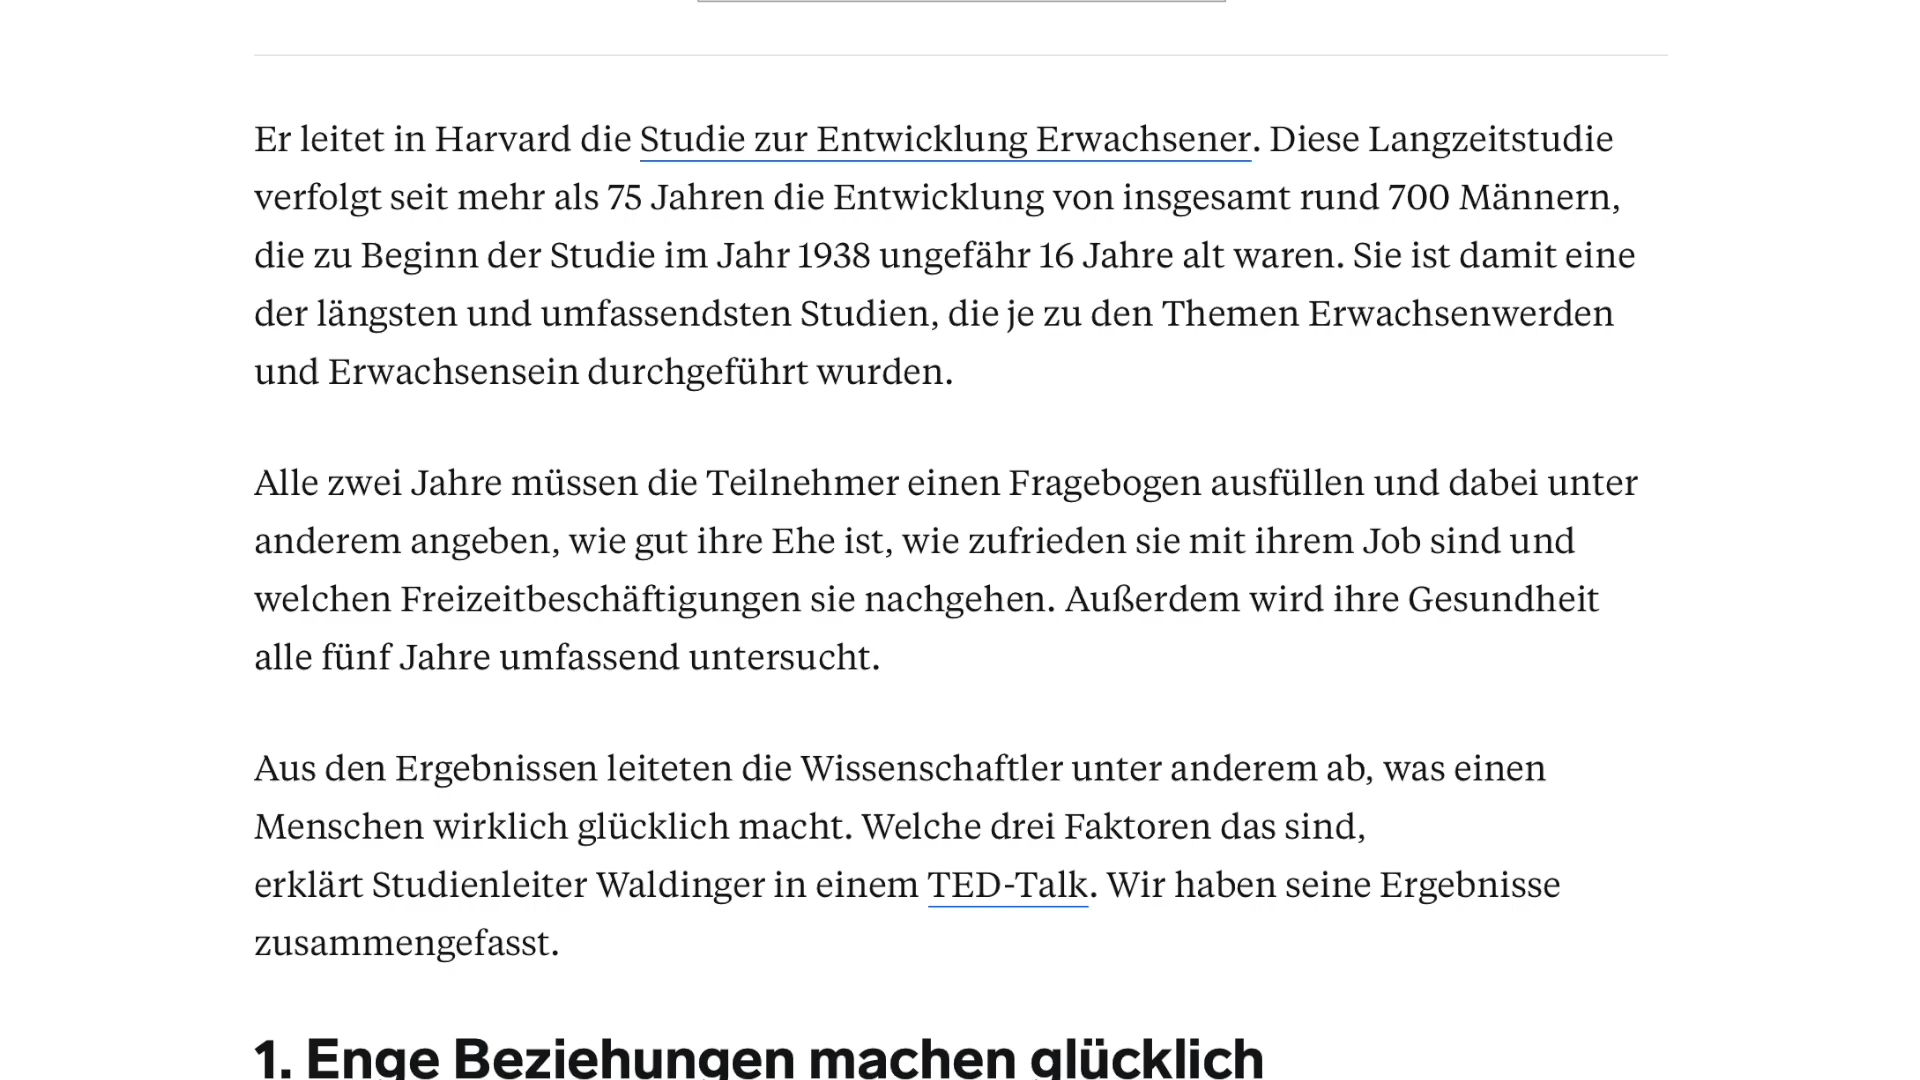 Er leitet in Harvard die Studie zur Entwicklung Erwachsener. Diese Langzeitstudie
verfolgt seit mehr als 75 Jahren die Entwicklung von insgesamt rund 700 Männern,
die zu Beginn der Studie im Jahr 1938 ungefähr 16 Jahre alt waren. Sie ist damit eine
der längsten und umfassendsten Studien, die je zu den Themen Erwachsenwerden
und Erwachsensein durchgeführt wurden.
Alle zwei Jahre müssen die Teilnehmer einen Fragebogen ausfüllen und dabei unter
anderem angeben, wie gut ihre Ehe ist, wie zufrieden sie mit ihrem Job sind und
welchen Freizeitbeschäftigungen sie nachgehen. Außerdem wird ihre Gesundheit
alle fünf Jahre umfassend untersucht.
Aus den Ergebnissen leiteten die Wissenschaftler unter anderem ab, was einen
Menschen wirklich glücklich macht. Welche drei Faktoren das sind,
erklärt Studienleiter Waldinger in einem TED-Talk. Wir haben seine Ergebnisse
zusammengefasst.
1. Enge Beziehungen machen glücklich